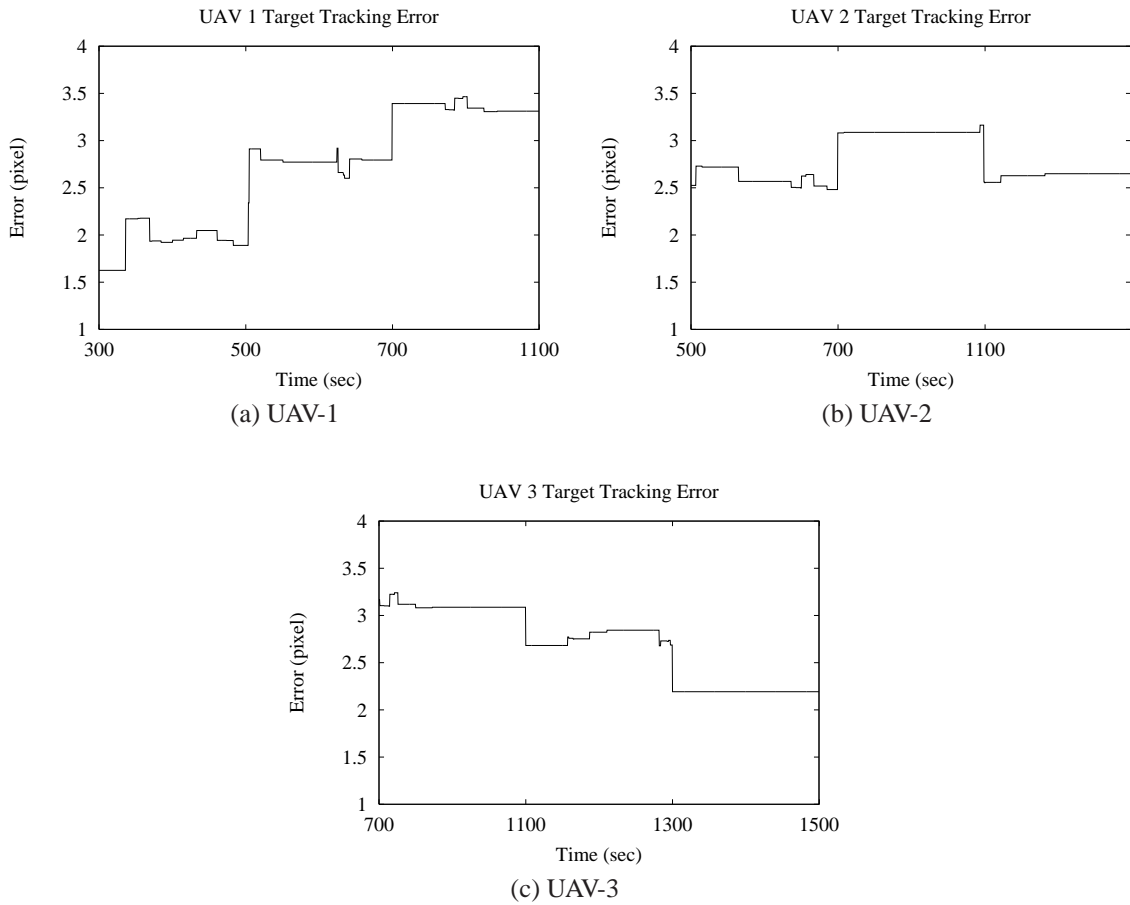 UAV 1 Target Tracking Error
4
3.5
3
2.5
2
1.5
1
Error (pixel)
300 500 700 1100
Time (sec)
(a) UAV-1
UAV 2 Target Tracking Error
4
3.5
3
2.5
2
1.5
1
Error (pixel)
500 700 1100
Time (sec)
(b) UAV-2
UAV 3 Target Tracking Error
4
3.5
3
2.5
2
1.5
1
Error (pixel)
700 1100 1300 1500
Time (sec)
(c) UAV-3